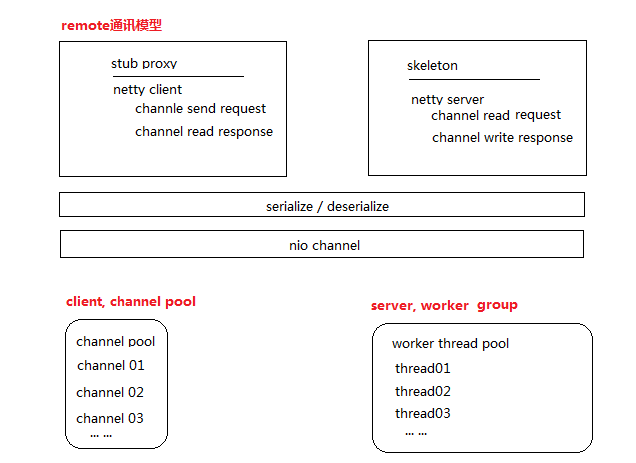 remote通讯模型
stub proxy
netty client
channle send request
channel read response
skeleton
netty server
channel read request
channel write response
serialize / deserialize
nio channel
client, channel pool
channel pool
channel 01
channel 02
channel 03
... ...
server, worker group
worker thread pool
thread01
thread02
thread03
... ...